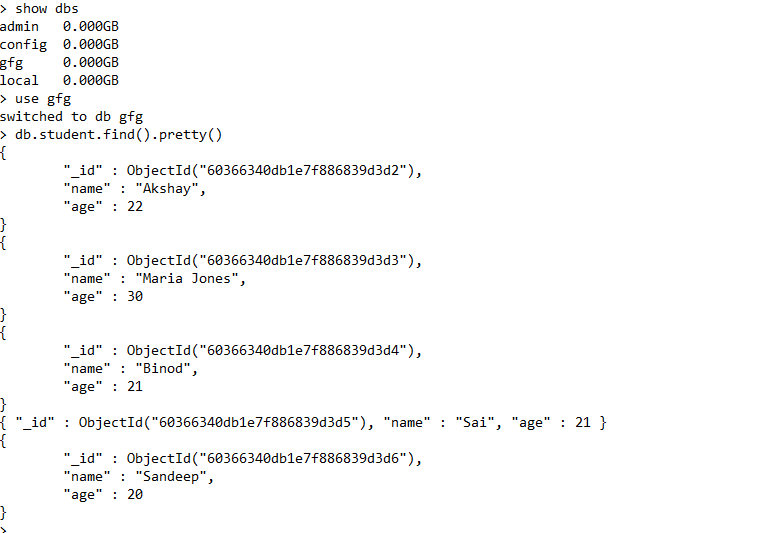 > show dbs
admin   0.000GB
config  0.000GB
gfg     0.000GB
local   0.000GB
> use gfg
switched to db gfg
> db.student.find().pretty()
{
        "_id" : ObjectId("60366340db1e7f886839d3d2"),
        "name" : "Akshay",
        "age" : 22
}
{
        "_id" : ObjectId("60366340db1e7f886839d3d3"),
        "name" : "Maria Jones",
        "age" : 30
}
{
        "_id" : ObjectId("60366340db1e7f886839d3d4"),
        "name" : "Binod",
        "age" : 21
}
{ "_id" : ObjectId("60366340db1e7f886839d3d5"), "name" : "Sai", "age" : 21 }
{
        "_id" : ObjectId("60366340db1e7f886839d3d6"),
        "name" : "Sandeep",
        "age" : 20
}
>